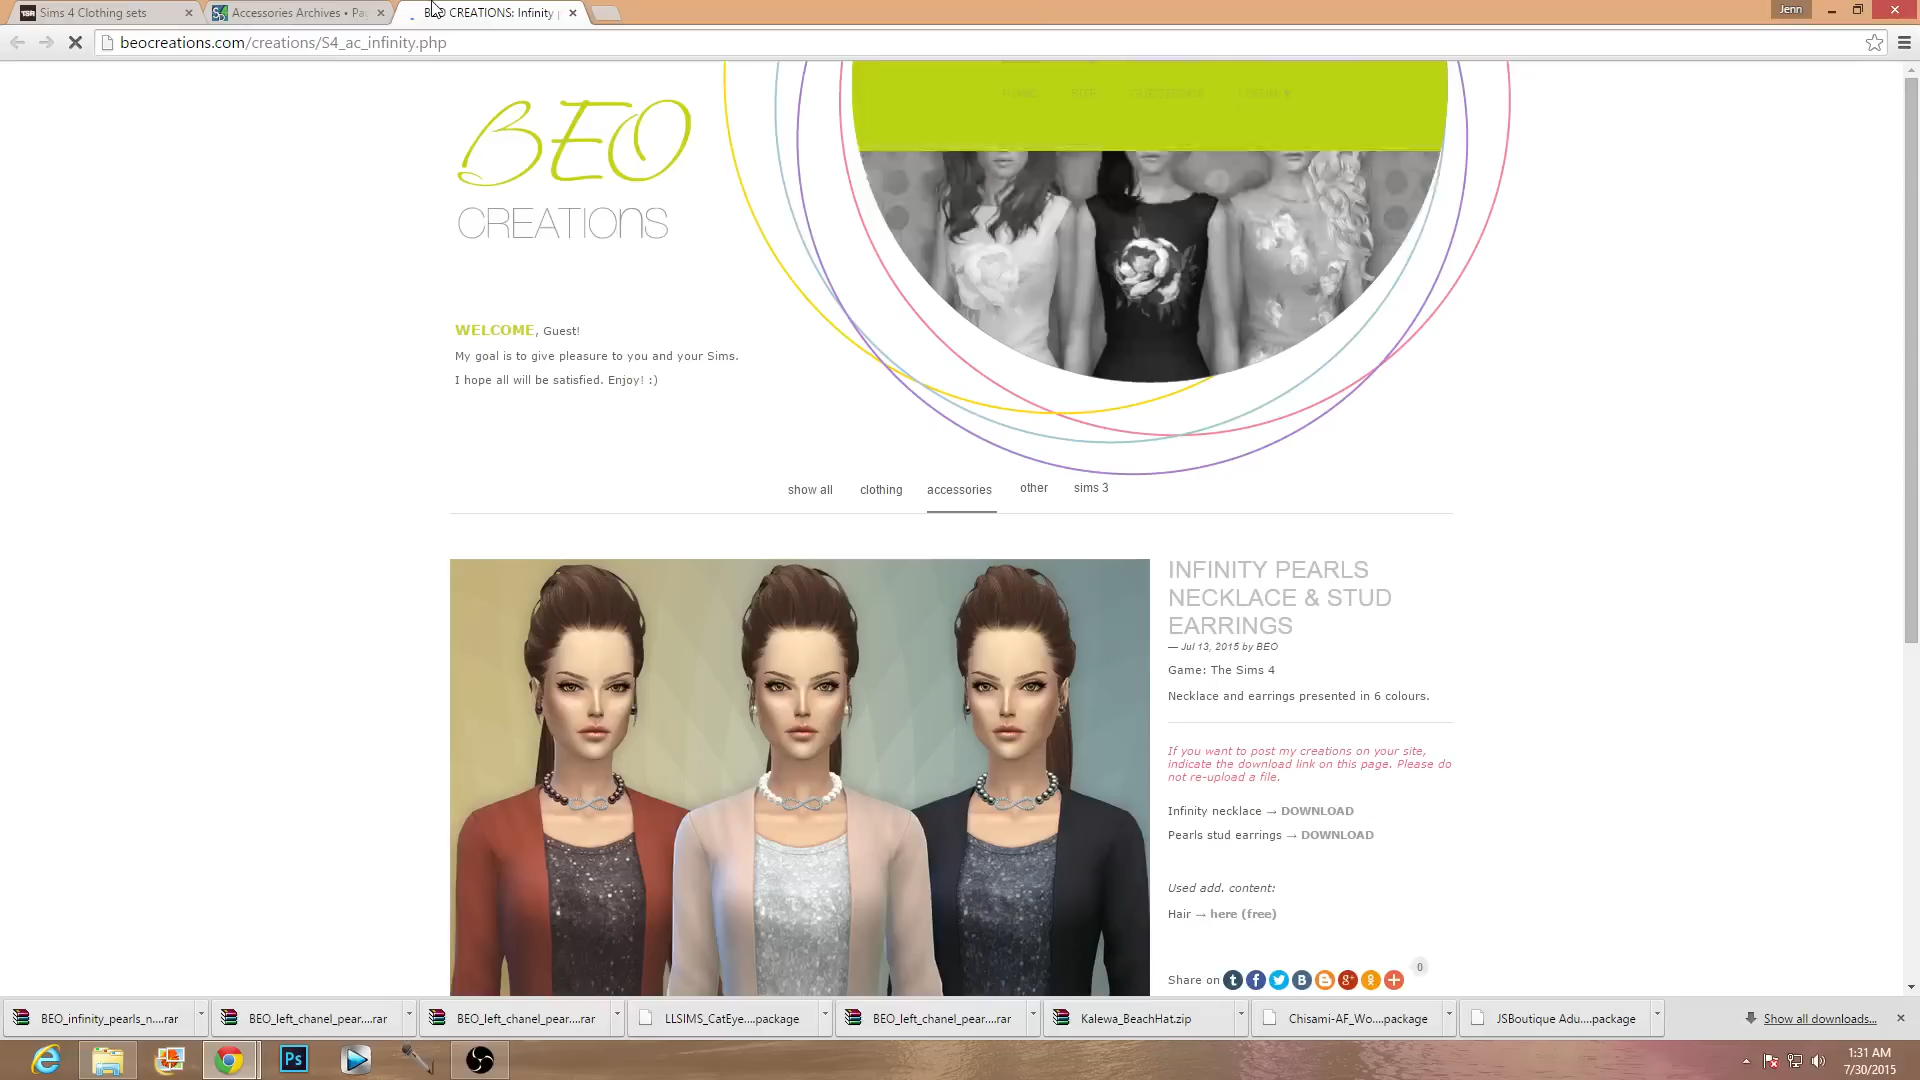 Sims 4 Clothing sets
Accessories Archives • Pa
BEO CREATIONS: Infinity
Jenn
beocreations.com/creations/S4_ac_infinity.php
BEO
CREATIONS
WELCOME, Guest!
My goal is to give pleasure to you and your Sims.
I hope all will be satisfied. Enjoy! :)
show all
clothing
accessories
other
sims 3
INFINITY PEARLS
NECKLACE & STUD
EARRINGS
— Jul 13, 2015 by BEO
Game: The Sims 4
Necklace and earrings presented in 6 colours.
If you want to post my creations on your site,
indicate the download link on this page. Please do
not re-upload a file.
Infinity necklace → DOWNLOAD
Pearls stud earrings → DOWNLOAD
Used add. content:
Hair → here (free)
Share on
0
BEO_infinity_pearls_n....rar
BEO_left_chanel_pear....rar
BEO_left_chanel_pear....rar
LLSIMS_CatEye....package
BEO_left_chanel_pear....rar
Kalewa_BeachHat.zip
Chisami-AF_Wo....package
JSBoutique Adu....package
Show all downloads...
Ps
1:31 AM
7/30/2015